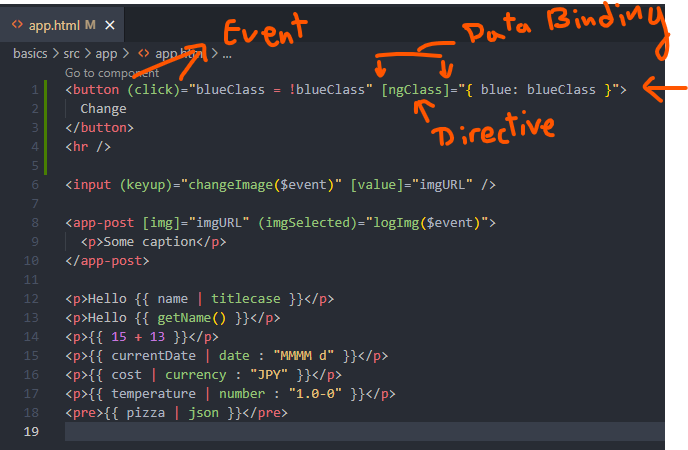 app.html M
Event
Data Binding
basics > src > app > app.html > ...
Go to component
1 <button (click)="blueClass = !blueClass" [ngClass]="{ blue: blueClass }">
2 Change
Directive
3 </button>
4 <hr />
5
6 <input (keyup)="changeImage($event)" [value]="imgURL" />
7
8 <app-post [img]="imgURL" (imgSelected)="logImg($event)">
9 <p>Some caption</p>
10 </app-post>
11
12 <p>Hello {{ name | titlecase }}</p>
13 <p>Hello {{ getName() }}</p>
14 <p>{{ 15 + 13 }}</p>
15 <p>{{ currentDate | date : "MMMM d" }}</p>
16 <p>{{ cost | currency : "JPY" }}</p>
17 <p>{{ temperature | number : "1.0-0" }}</p>
18 <pre>{{ pizza | json }}</pre>
19